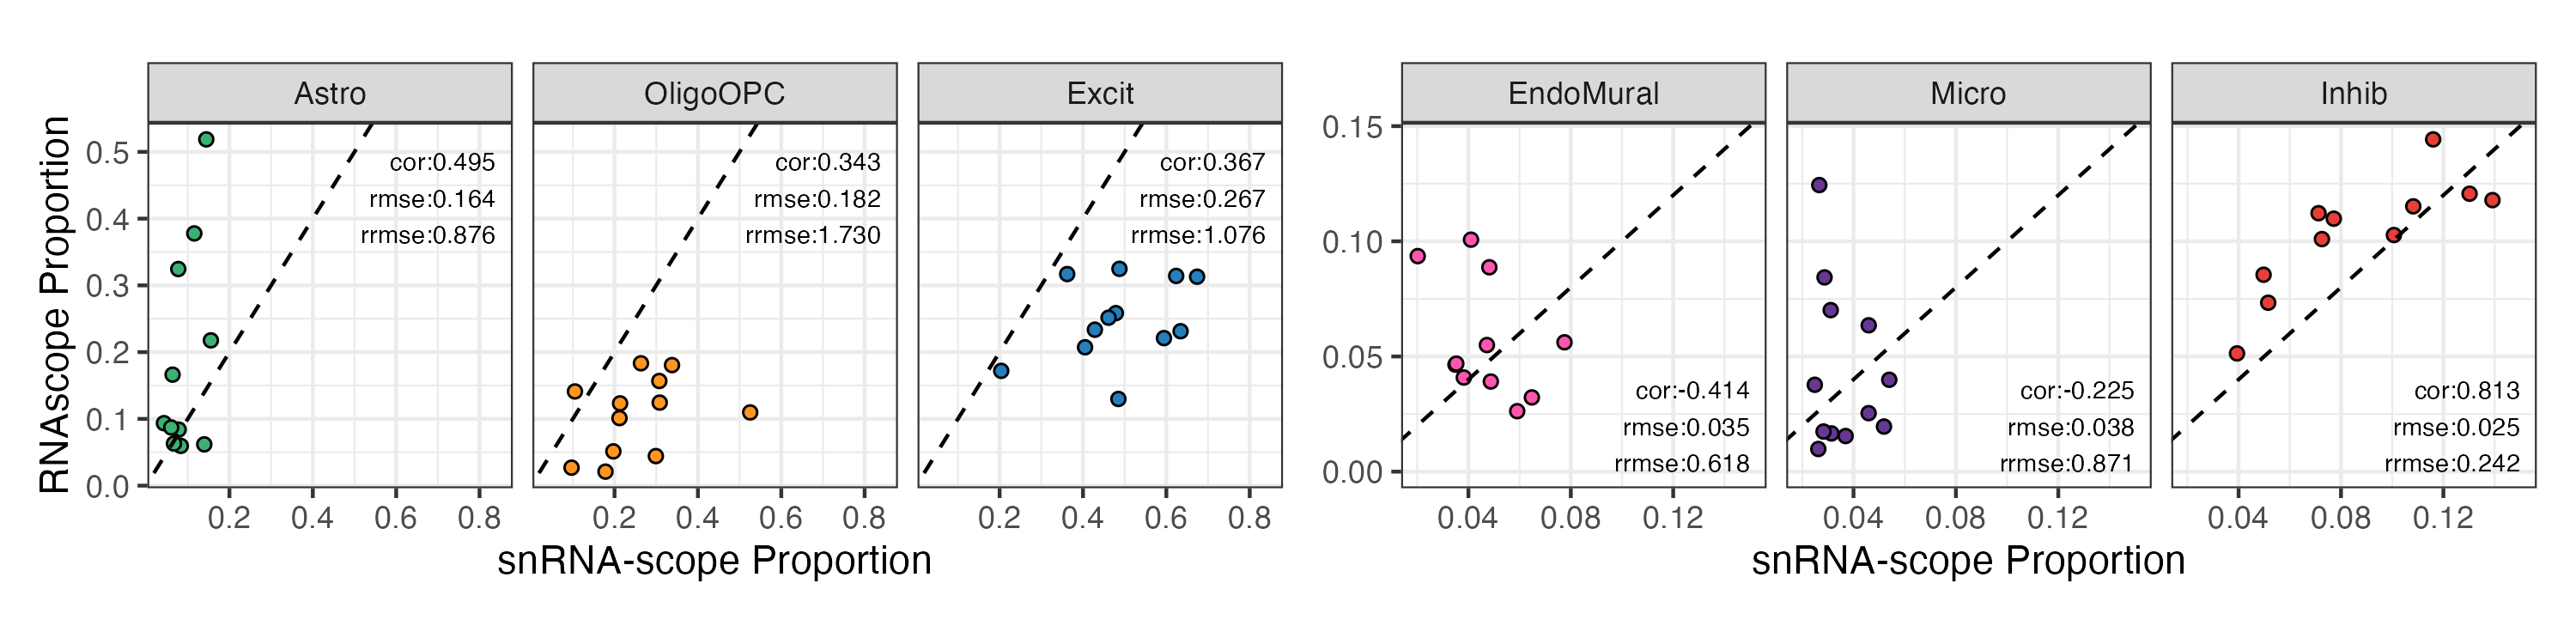 Astro
OligoOPC
Excit
EndoMural
Micro
Inhib
RNAscope Proportion
0.5
0.4
0.3
0.2
0.1
0.0
cor:0.495
rmse:0.164
rrmse:0.876
cor:0.343
rmse:0.182
rrmse:1.730
cor:0.367
rmse:0.267
rrmse:1.076
0.15
0.10
0.05
0.00
cor:-0.414
rmse:0.035
rrmse:0.618
cor:-0.225
rmse:0.038
rrmse:0.871
cor:0.813
rmse:0.025
rrmse:0.242
0.2 0.4 0.6 0.8
0.2 0.4 0.6 0.8
0.2 0.4 0.6 0.8
0.04 0.08 0.12
0.04 0.08 0.12
0.04 0.08 0.12
snRNA-scope Proportion
snRNA-scope Proportion